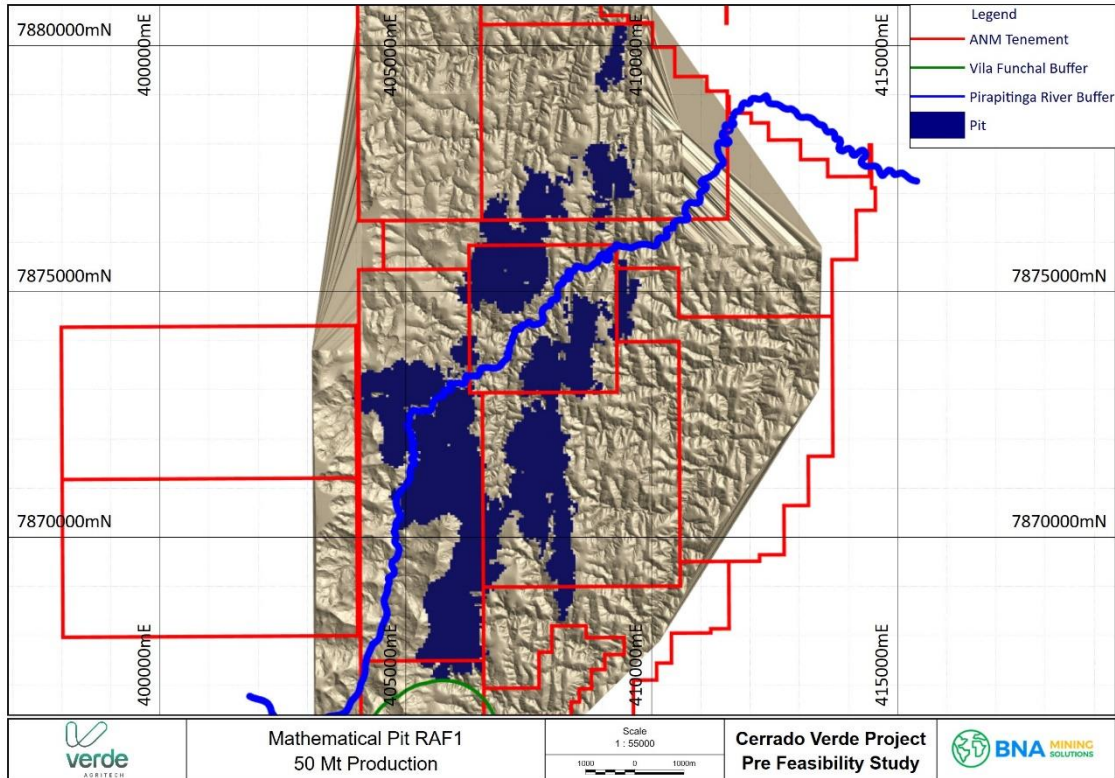 7880000mN
400000mE
405000mE
410000mE
415000mE
Legend
ANM Tenement
Vila Funchal Buffer
Pirapitinga River Buffer
Pit
7875000mN
7875000mN
7870000mN
7870000mN
400000mE
405000mE
410000mE
415000mE
verde
AGRITECH
Mathematical Pit RAF1
50 Mt Production
Scale
1 : 55000
1000 0 1000m
Cerrado Verde Project
Pre Feasibility Study
BNA MINING
SOLUTIONS